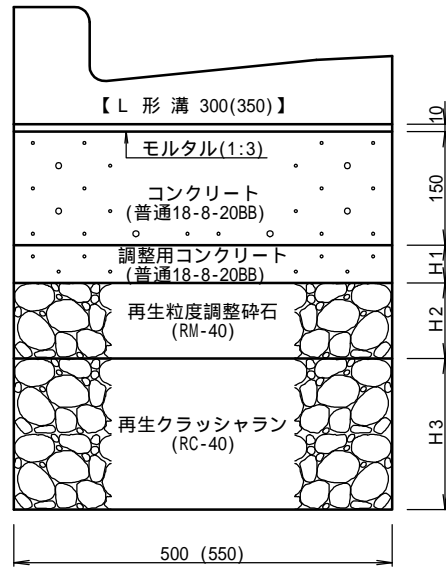 【L 形 溝 300(350)】
10
モルタル(1:3)
150
コンクリート
(普通18-8-20BB)
調整用コンクリート
(普通18-8-20BB)
H1
再生粒度調整砕石
(RM-40)
H2
再生クラッシャラン
(RC-40)
H3
500 (550)